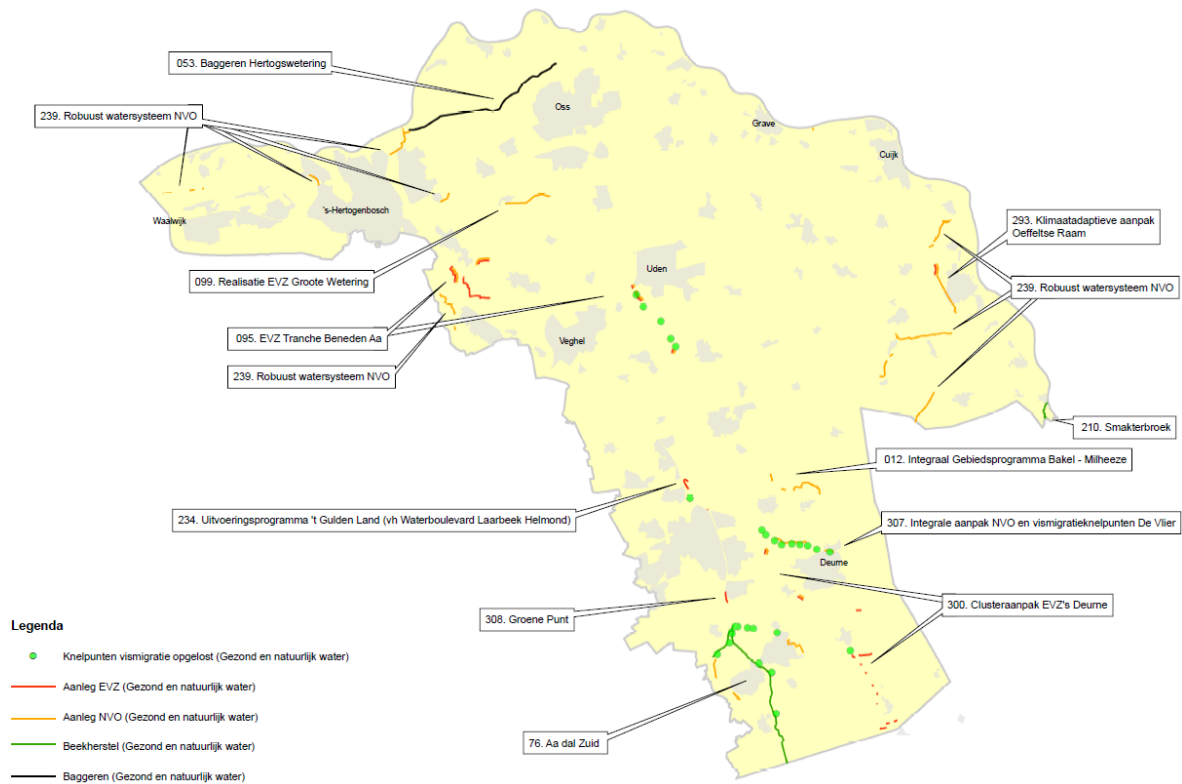 053. Baggeren Hertogswetering
Oss
239. Robuust watersysteem NVO
Grave
Cuijk
Waalwijk
's-Hertogenbosch
293. Klimaatadaptieve aanpak
Oeffeltse Raam
099. Realisatie EVZ Groote Wetering
Uden
239. Robuust watersysteem NVO
095. EVZ Tranche Beneden Aa
Veghel
239. Robuust watersysteem NVO
210. Smakterbroek
012. Integraal Gebiedsprogramma Bakel - Milheeze
234. Uitvoeringsprogramma 't Gulden Land (vh Waterboulevard Laarbeek Helmond)
307. Integrale aanpak NVO en vismigratieknelpunten De Vlier
Deurne
300. Clusteraanpak EVZ's Deurne
308. Groene Punt
76. Aa dal Zuid
Legenda
Knelpunten vismigratie opgelost (Gezond en natuurlijk water)
Aanleg EVZ (Gezond en natuurlijk water)
Aanleg NVO (Gezond en natuurlijk water)
Beekherstel (Gezond en natuurlijk water)
Baggeren (Gezond en natuurlijk water)